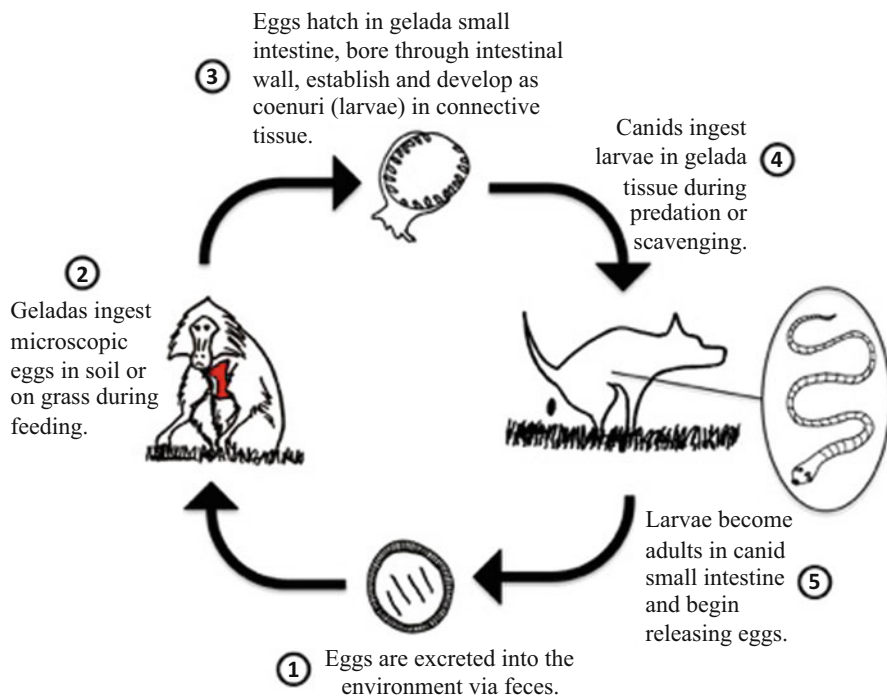 ③
Eggs hatch in gelada small
intestine, bore through intestinal
wall, establish and develop as
coenuri (larvae) in connective
tissue.
Canids ingest
larvae in gelada
tissue during
predation or
scavenging.
④
②
Geladas ingest
microscopic
eggs in soil or
on grass during
feeding.
Larvae become
adults in canid
small intestine
and begin
releasing eggs.
⑤
①
Eggs are excreted into the
environment via feces.